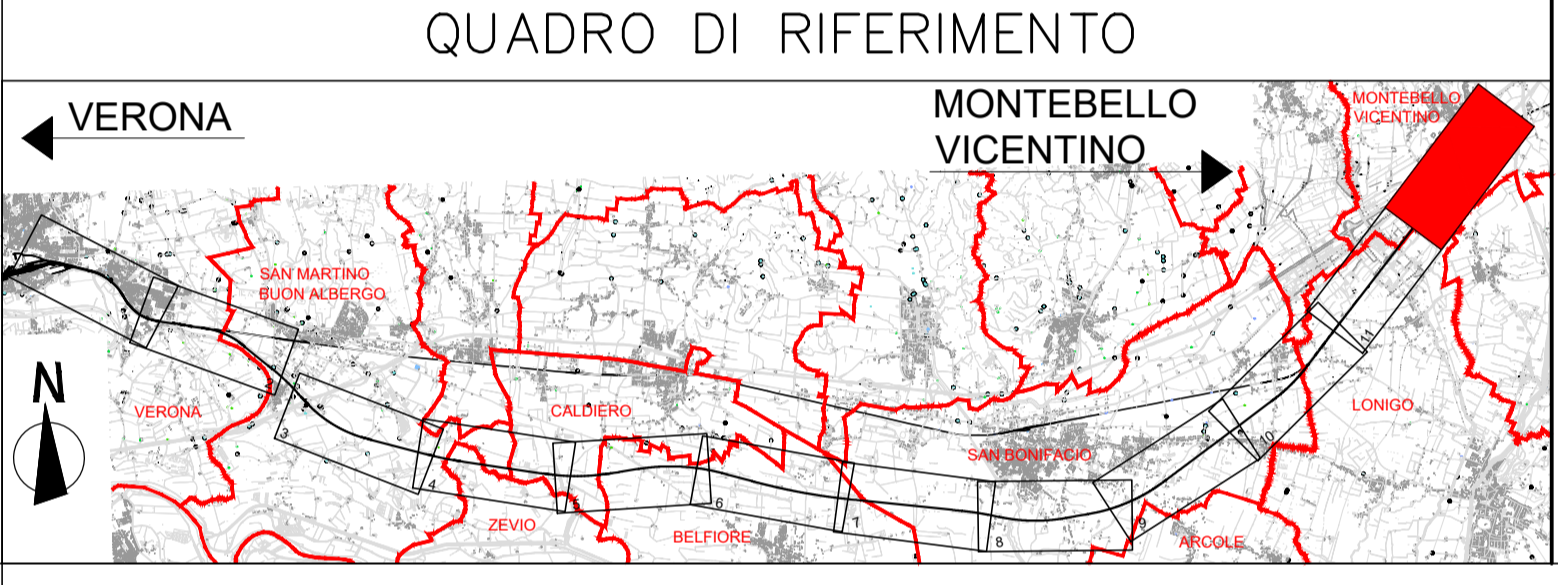 QUADRO DI RIFERIMENTO
VERONA
MONTEBELLO
VICENTINO
MONTEBELLO
VICENTINO
SAN MARTINO
BUON ALBERGO
N
VERONA
CALDIERO
LONIGO
SAN BONIFACIO
ZEVIO
BELFIORE
ARCOLE
3
4
5
6
7
8
9
10
11